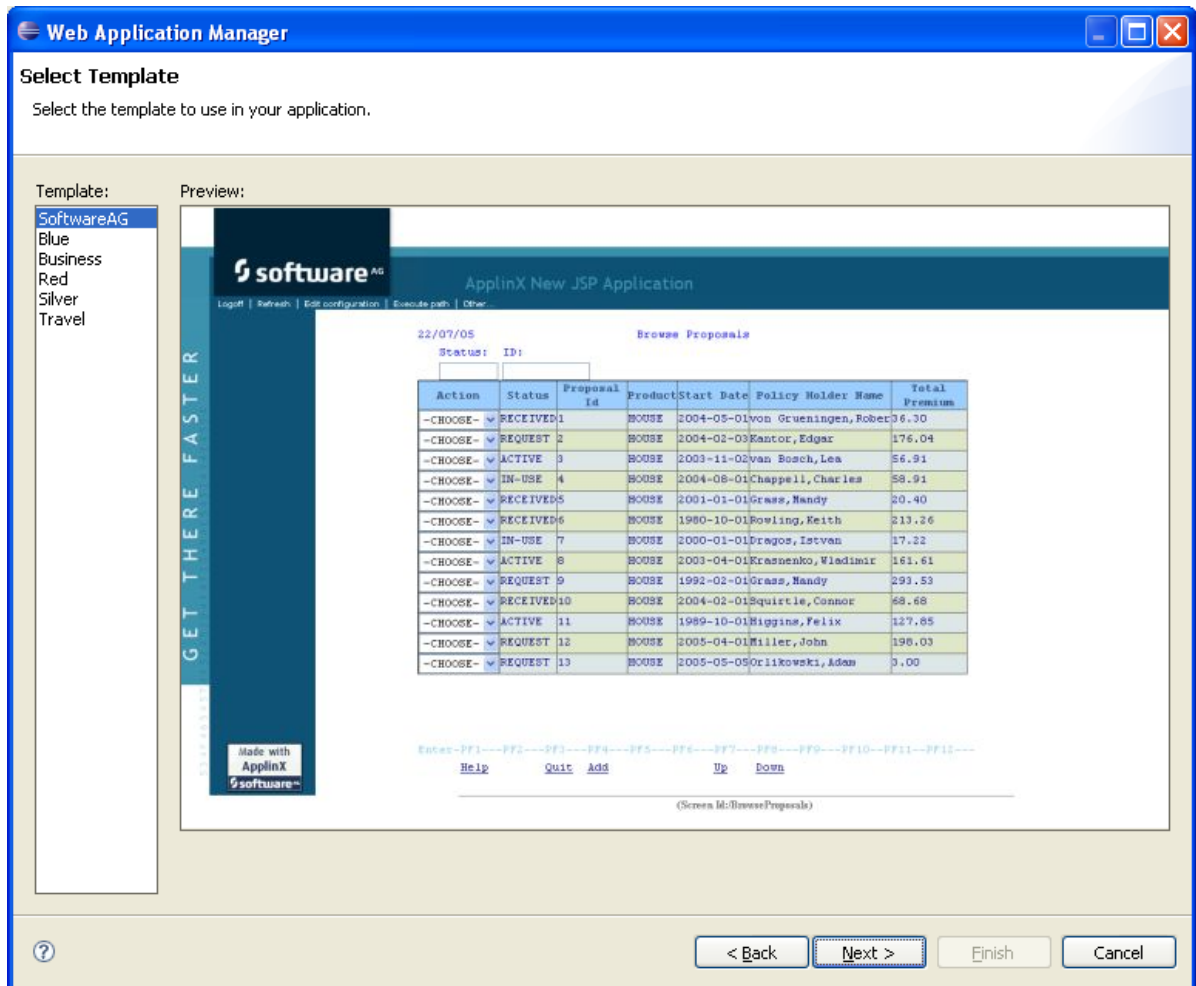 Web Application Manager
Select Template
Select the template to use in your application.
Template:
Preview:
SoftwareAG
Blue
Business
Red
Silver
Travel
software AG
ApplinX New JSP Application
Logoff | Refresh | Edit configuration | Execute path | Other...
GET THERE FASTER
22/07/05 Browse Proposals
Status: ID:
Action Status Proposal Id Product Start Date Policy Holder Name Total Premium
-CHOOSE- RECEIVED 1 HOUSE 2004-05-01 von Grueningen,Rober 36.30
-CHOOSE- REQUEST 2 HOUSE 2004-02-03 Kantor,Edgar 176.04
-CHOOSE- ACTIVE 3 HOUSE 2003-11-02 van Bosch,Lea 56.91
-CHOOSE- IN-USE 4 HOUSE 2004-08-01 Chappell,Charles 58.91
-CHOOSE- RECEIVED 5 HOUSE 2001-01-01 Grass,Mandy 20.40
-CHOOSE- RECEIVED 6 HOUSE 1980-10-01 Rowling,Keith 213.26
-CHOOSE- IN-USE 7 HOUSE 2000-01-01 Dragos,Istvan 17.22
-CHOOSE- ACTIVE 8 HOUSE 2003-04-01 Krasnenko,Wladimir 161.61
-CHOOSE- REQUEST 9 HOUSE 1992-02-01 Grass,Mandy 293.53
-CHOOSE- RECEIVED 10 HOUSE 2004-02-01 Squirtle,Connor 68.68
-CHOOSE- ACTIVE 11 HOUSE 1989-10-01 Higgins,Felix 127.85
-CHOOSE- REQUEST 12 HOUSE 2005-04-01 Miller,John 198.03
-CHOOSE- REQUEST 13 HOUSE 2005-05-05 Orlikowski,Adam 3.00
Enter-PF1---PF2---PF3---PF4---PF5---PF6---PF7---PF8---PF9---PF10--PF11--PF12---
Help Quit Add Up Down
Made with
ApplinX
software
(Screen Id:/BrowseProposals)
< Back
Next >
Finish
Cancel